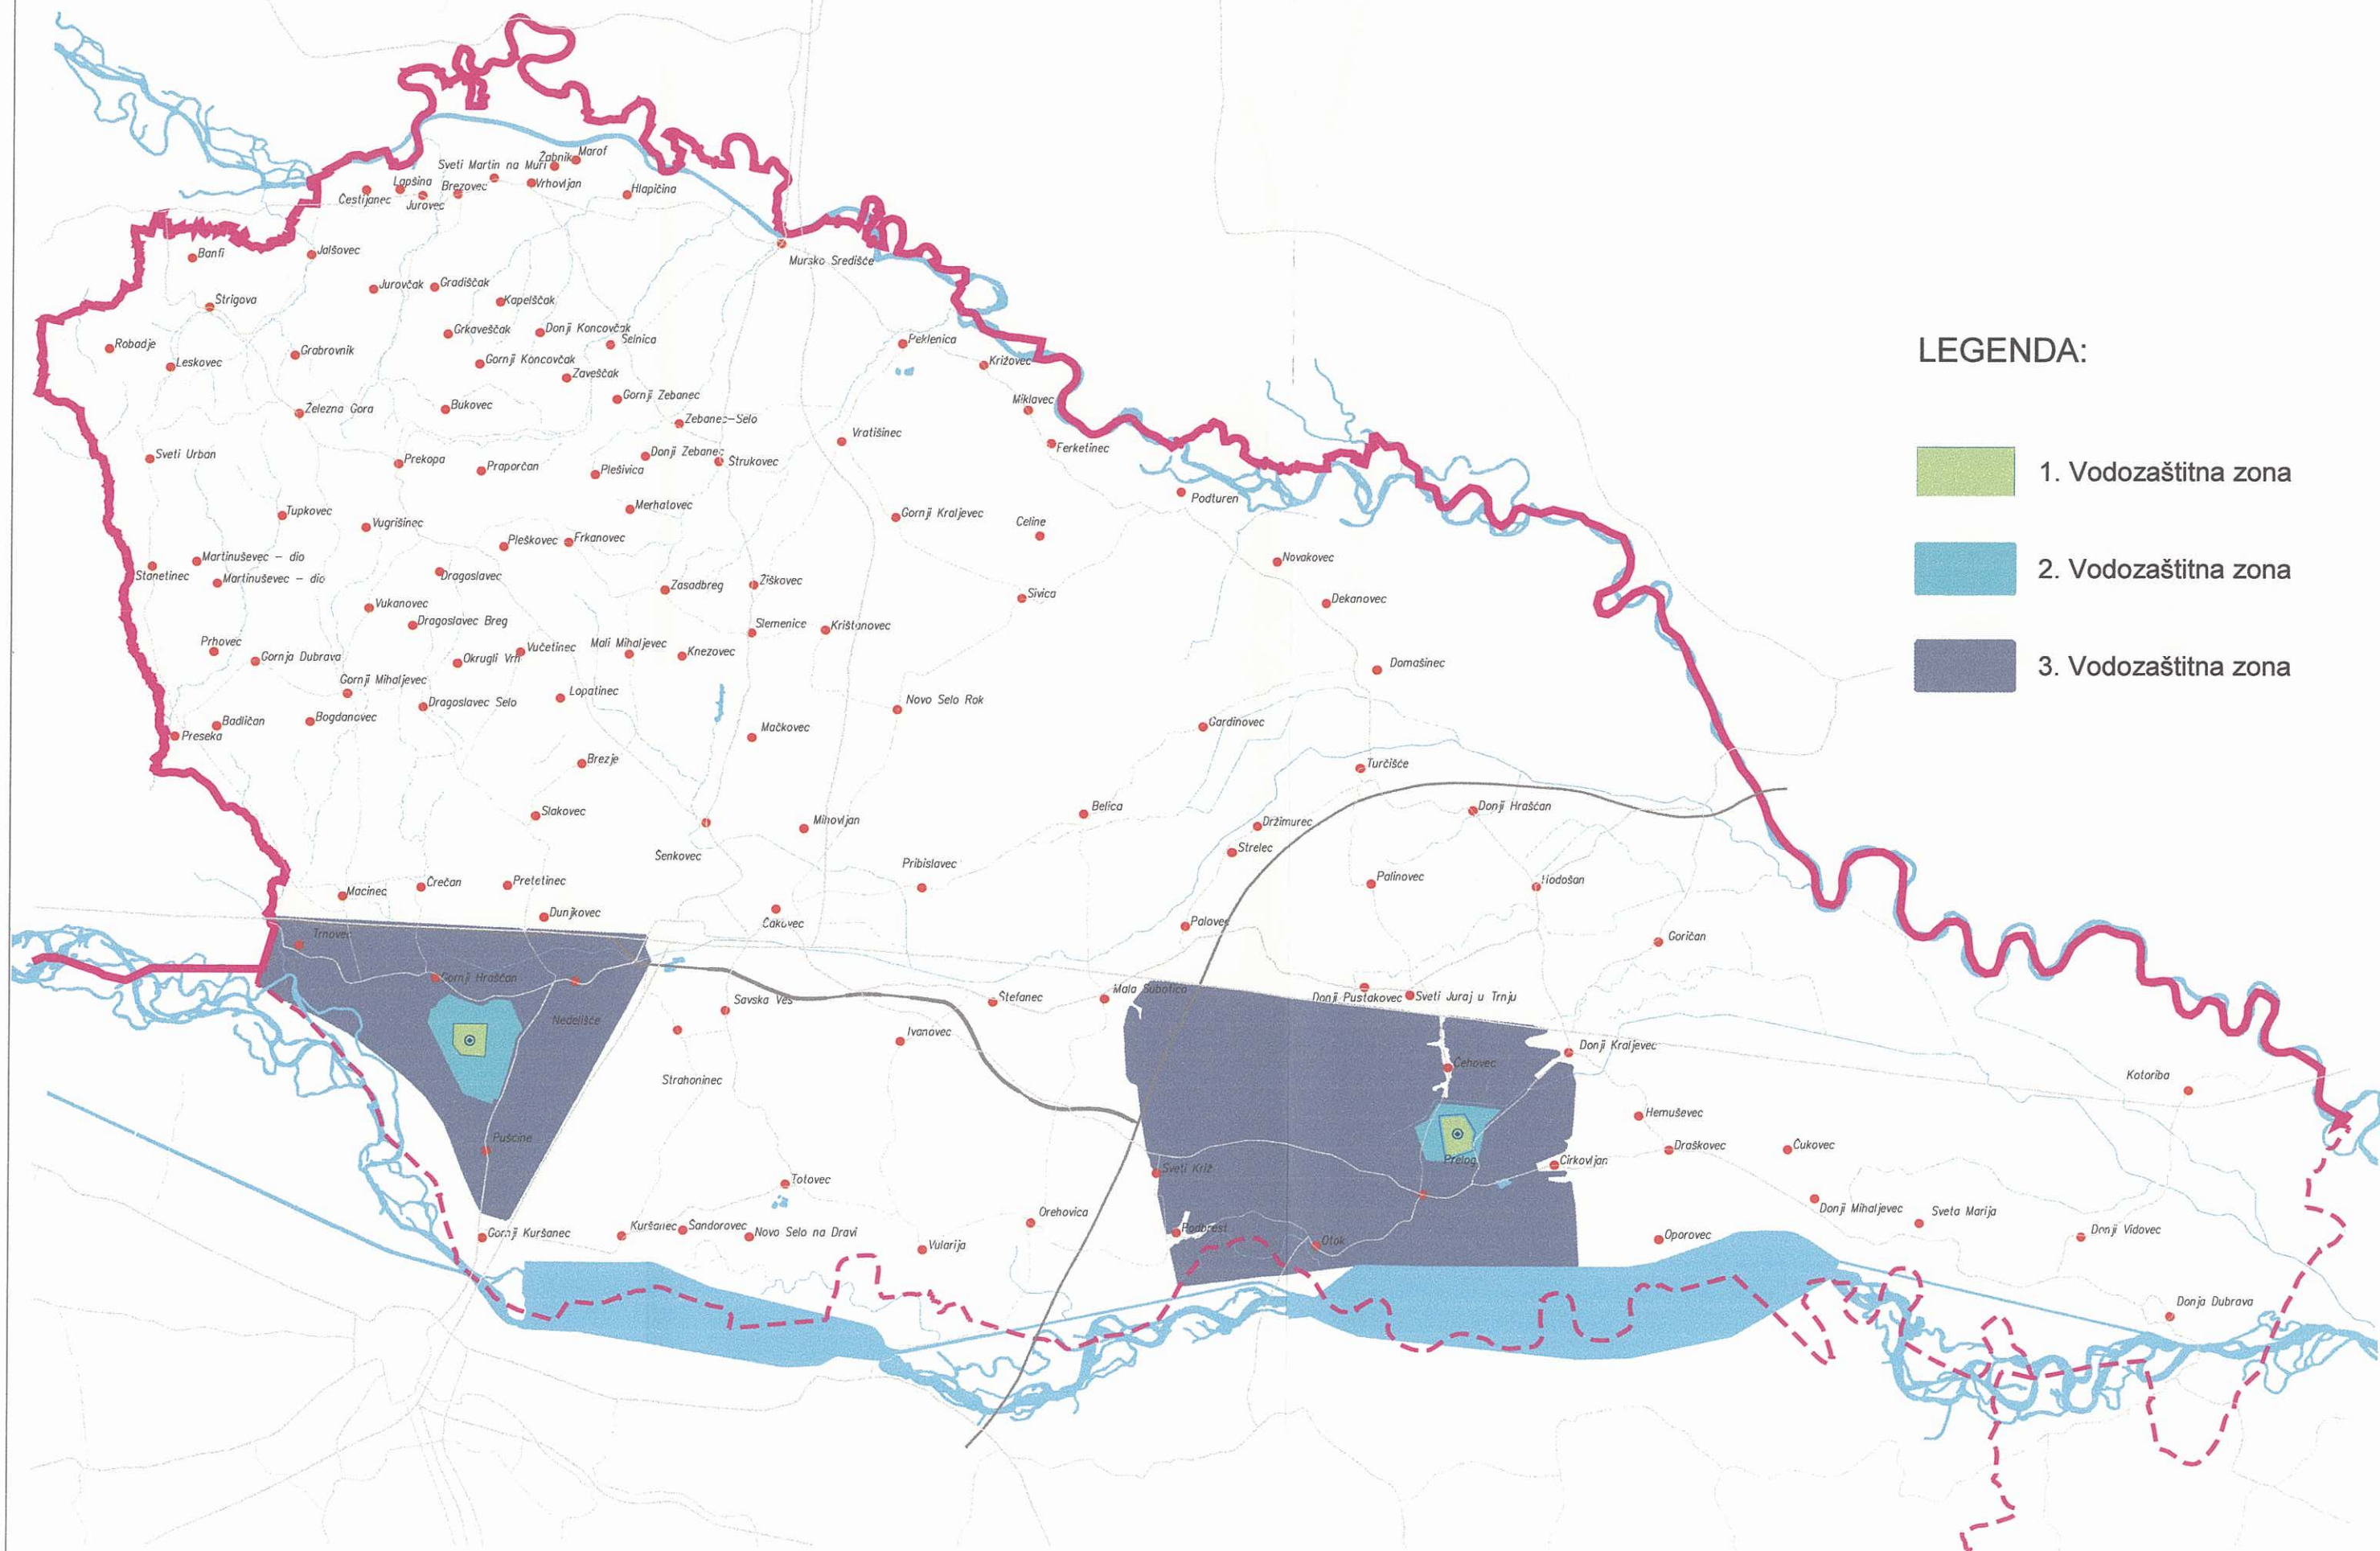 Žabnik
Marof
Sveti Martin na Muri
Lapšina
Brezovec
Vrhovljan
Hlapičina
Čestijanec
Jurovec
Banfi
Jalšovec
Mursko Središće
Jurovčak
Gradiščak
Štrigova
Kapelščak
Grkaveščak
Donji Koncovčak
Selnica
Robadje
Grabrovnik
Peklenica
Leskovec
Gornji Koncovčak
Križovec
Zaveščak
LEGENDA:
Gornji Zebanec
Miklavec
Železna Gora
Bukovec
Zebanec-Selo
Vratišinec
Ferketinec
Sveti Urban
Donji Zebanec
Prekopa
Praporčan
Plešivica
Strukovec
1. Vodozaštitna zona
Podturen
Merhatovec
Tupkovec
Vugrišinec
Gornji Kraljevec
Celine
Pleškovec
Frkanovec
Martinuševec - dio
Novakovec
Stanetinec
Martinuševec - dio
Dragoslavec
Zasadbreg
Žiškovec
2. Vodozaštitna zona
Sivica
Dekanovec
Vukanovec
Dragoslavec Breg
Slemenice
Krištanovec
Prhovec
Gornja Dubrava
Okrugli Vrh
Vučetinec
Mali Mihaljevec
Knezovec
Domašinec
3. Vodozaštitna zona
Gornji Mihaljevec
Lopatinec
Dragoslavec Selo
Novo Selo Rok
Badličan
Bogdanovec
Gardinovec
Preseka
Mačkovec
Brezje
Turčišće
Slakovec
Belica
Donji Hrašćan
Mihovljan
Držimurec
Šenkovec
Strelec
Pribislavec
Macinec
Črečan
Pretetinec
Palinovec
Hodošan
Dunjkovec
Čakovec
Palovec
Trnovec
Goričan
Gornji Hrašćan
Mala Subotica
Savska Ves
Štefanec
Donji Pustakovec
Sveti Juraj u Trnju
Nedelišće
Ivanovec
Donji Kraljevec
Čehovec
Strahoninec
Kotoriba
Hemuševec
Pušćine
Draškovec
Čukovec
Prelog
Cirkovljan
Sveti Križ
Totovec
Donji Mihaljevec
Sveta Marija
Orehovica
Kuršanec
Šandorovec
Novo Selo na Dravi
Gornji Kuršanec
Podbrest
Otok
Oporovec
Donji Vidovec
Vularija
Donja Dubrava